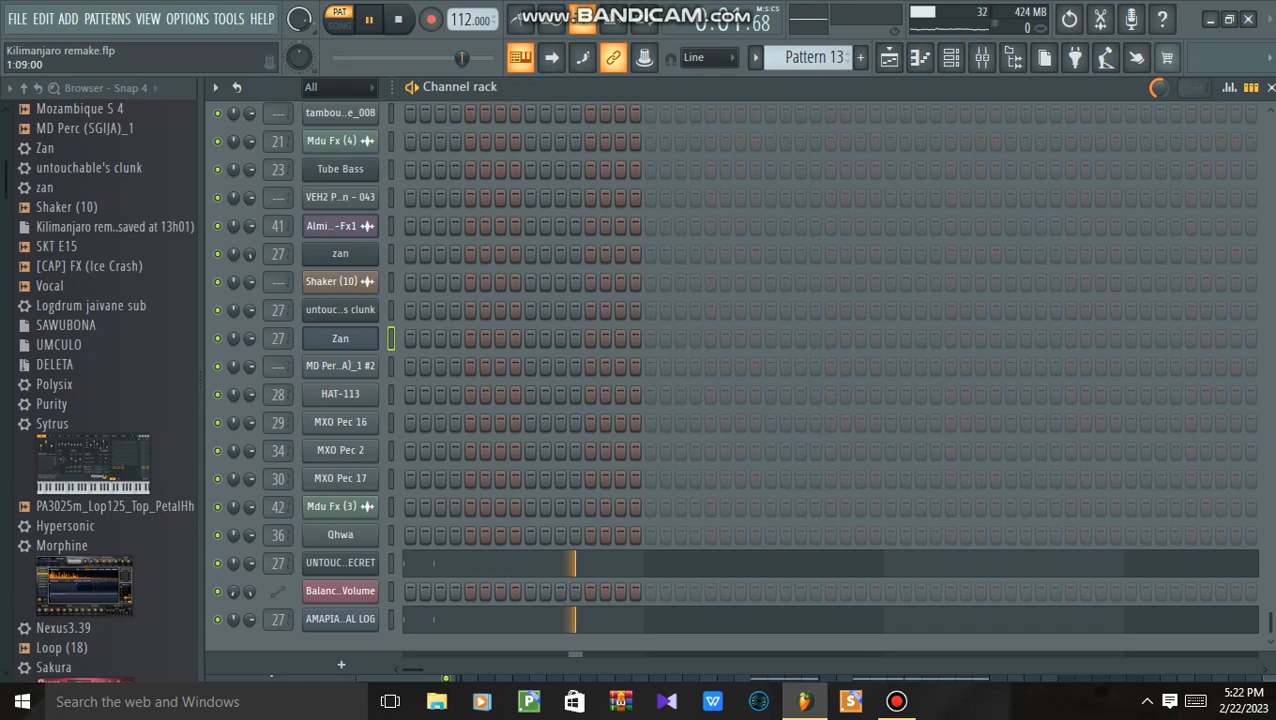 FILE EDIT ADD PATTERNS VIEW OPTIONS TOOLS HELP
PAT
SONG
112.000
www.BANDICAM.com
0:01:68
M:S:CS
32
424 MB
0
Kilimanjaro remake.flp
1:09:00
Line
Pattern 13
Browser - Snap 4
All
Channel rack
Mozambique S 4
MD Perc (SGIJA)_1
Zan
untouchable's clunk
zan
Shaker (10)
Kilimanjaro rem..saved at 13h01)
SKT E15
[CAP] FX (Ice Crash)
Vocal
Logdrum jaivane sub
SAWUBONA
UMCULO
DELETA
Polysix
Purity
Sytrus
PA3025m_Lop125_Top_PetalHh
Hypersonic
Morphine
Nexus3.39
Loop (18)
Sakura
--- tambou..e_008
21 Mdu Fx (4)
23 Tube Bass
--- VEH2 P..n - 043
41 Almi..-Fx1
27 zan
--- Shaker (10)
27 untouc..s clunk
27 Zan
--- MD Per..A)_1 #2
28 HAT-113
29 MXO Pec 16
34 MXO Pec 2
30 MXO Pec 17
42 Mdu Fx (3)
36 Qhwa
27 UNTOUC..ECRET
Balanc..Volume
27 AMAPIA..AL LOG
+
Search the web and Windows
5:22 PM
2/22/2023